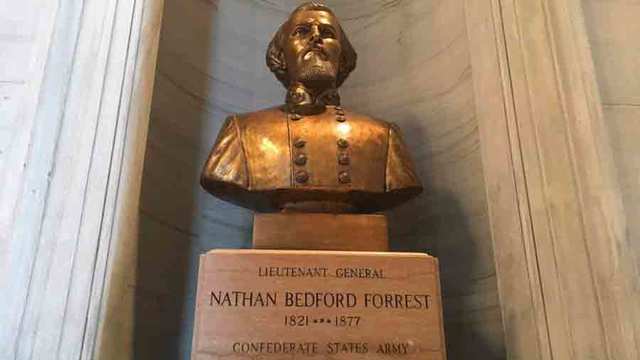 LIEUTENANT GENERAL
NATHAN BEDFORD FORREST
1821 *** 1877
CONFEDERATE STATES ARMY